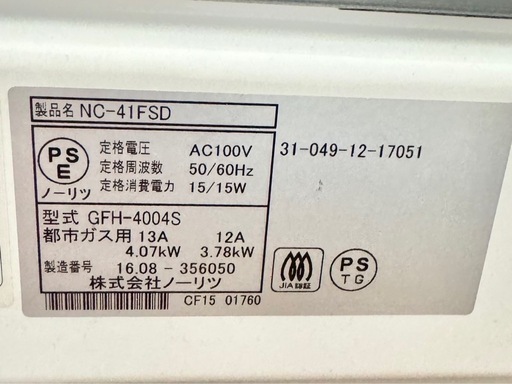 製品名 NC-41FSD
PS
E
ノーリツ
定格電圧 AC100V
定格周波数 50/60Hz
定格消費電力 15/15W
31-049-12-17051
型式 GFH-4004S
都市ガス用 13A 12A
4.07kW 3.78kW
製造番号 16.08-356050
株式会社ノーリツ
CF15 01760
JIA 認証
PS
TG